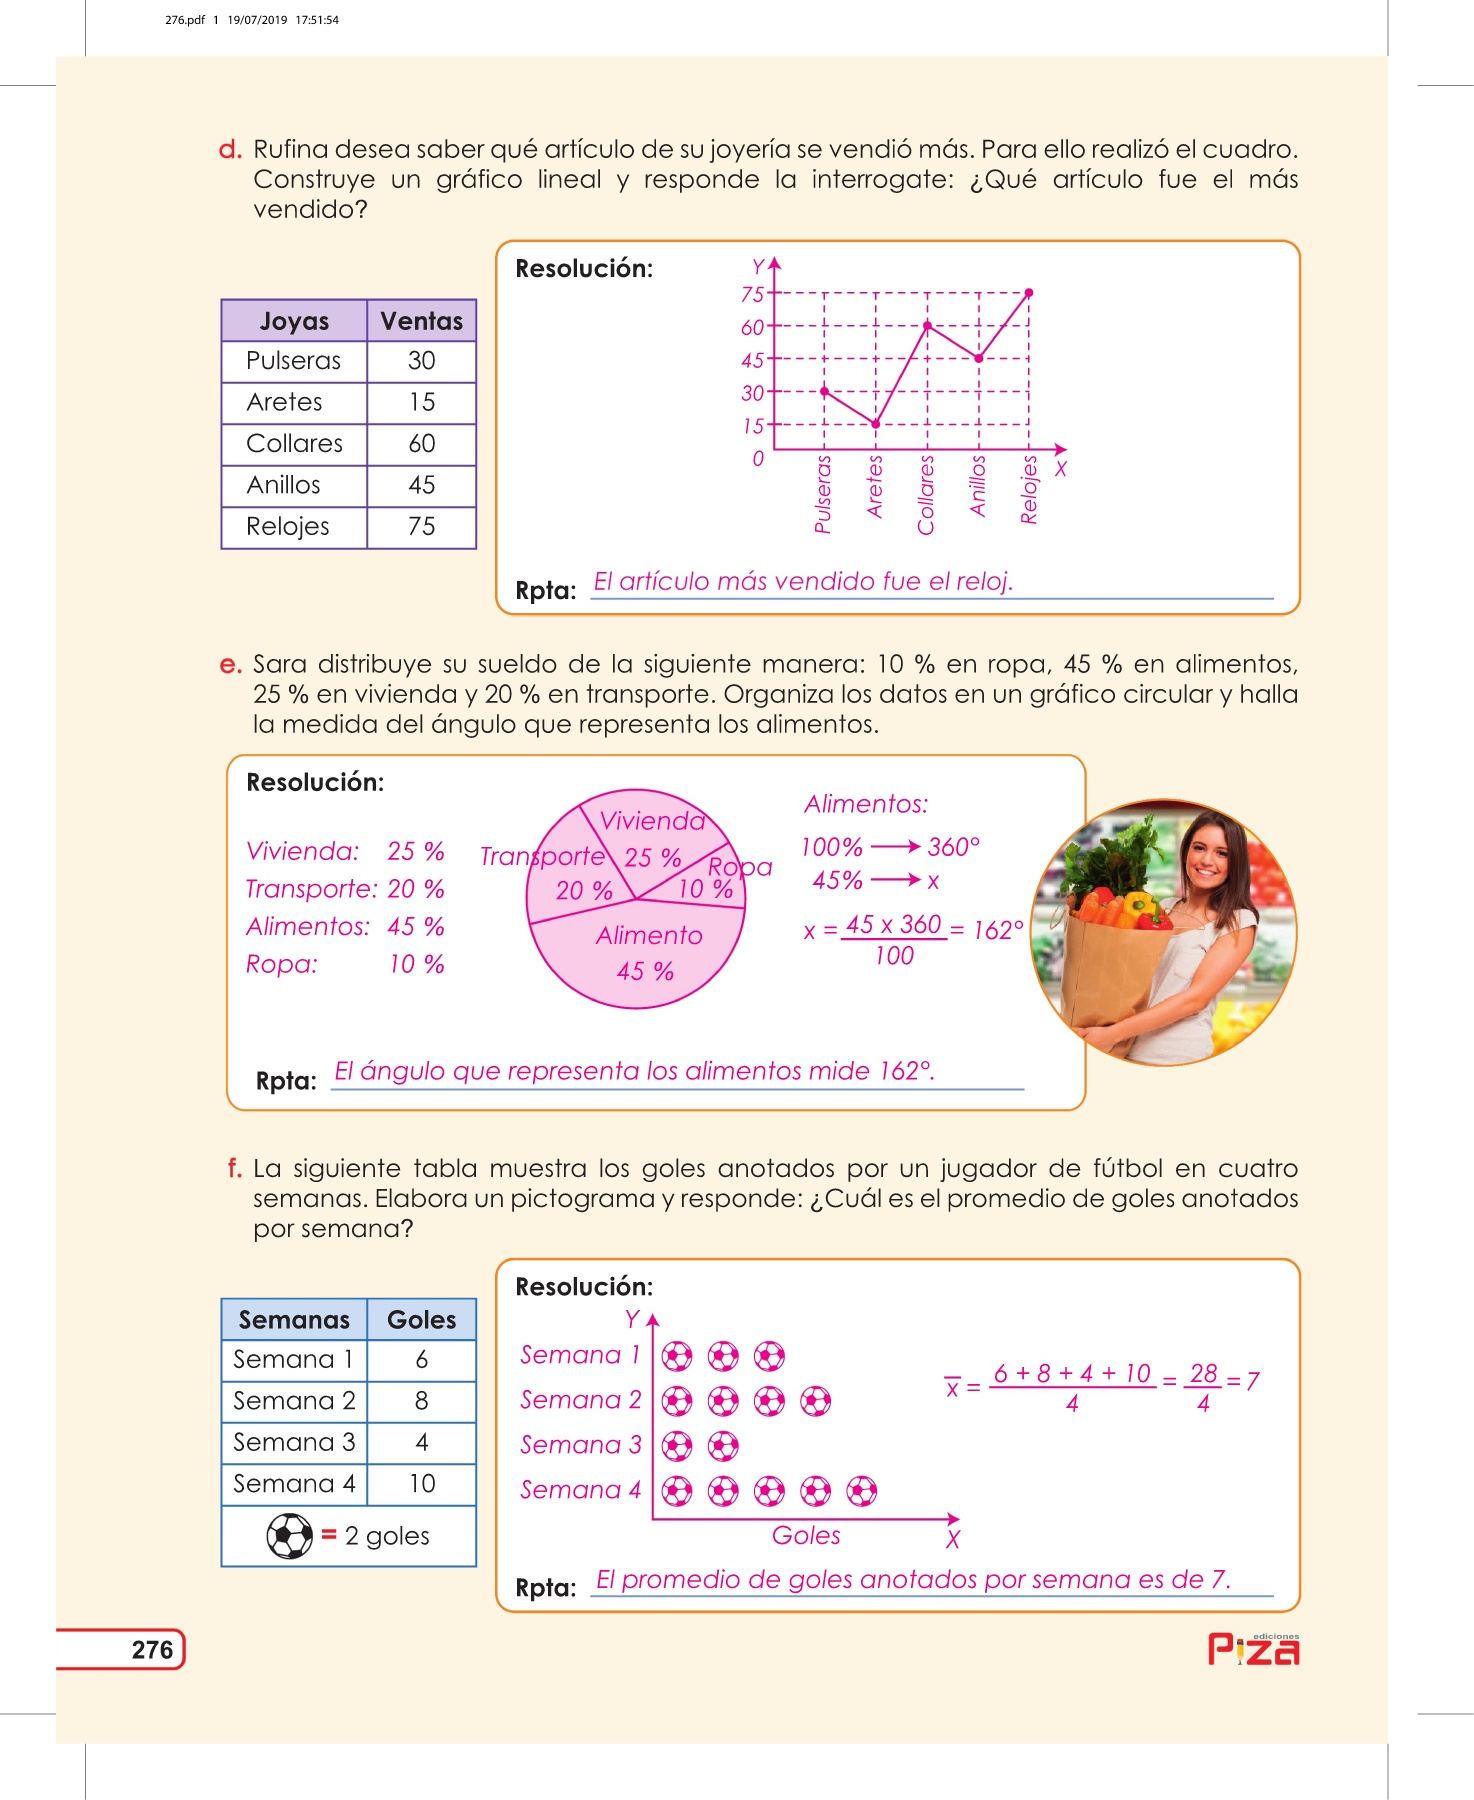 276.pdf 1 19/07/2019 17:51:54
d. Rufina desea saber qué artículo de su joyería se vendió más. Para ello realizó el cuadro.
Construye un gráfico lineal y responde la interrogate: ¿Qué artículo fue el más
vendido?
Joyas Ventas
Pulseras 30
Aretes 15
Collares 60
Anillos 45
Relojes 75
Resolución:
Y
75
60
45
30
15
0
Pulseras
Aretes
Collares
Anillos
Relojes
X
Rpta: El artículo más vendido fue el reloj.
e. Sara distribuye su sueldo de la siguiente manera: 10 % en ropa, 45 % en alimentos,
25 % en vivienda y 20 % en transporte. Organiza los datos en un gráfico circular y halla
la medida del ángulo que representa los alimentos.
Resolución:
Vivienda: 25 %
Transporte: 20 %
Alimentos: 45 %
Ropa: 10 %
Vivienda
25 %
Transporte
20 %
Ropa
10 %
Alimento
45 %
Alimentos:
100% → 360°
45% → x
x = 45 x 360 = 162°
100
Rpta: El ángulo que representa los alimentos mide 162°.
f. La siguiente tabla muestra los goles anotados por un jugador de fútbol en cuatro
semanas. Elabora un pictograma y responde: ¿Cuál es el promedio de goles anotados
por semana?
Semanas Goles
Semana 1 6
Semana 2 8
Semana 3 4
Semana 4 10
= 2 goles
Resolución:
Y
Semana 1
Semana 2
Semana 3
Semana 4
Goles
X
x̅ = 6 + 8 + 4 + 10 = 28 = 7
4 4
Rpta: El promedio de goles anotados por semana es de 7.
276
ediciones
Piza